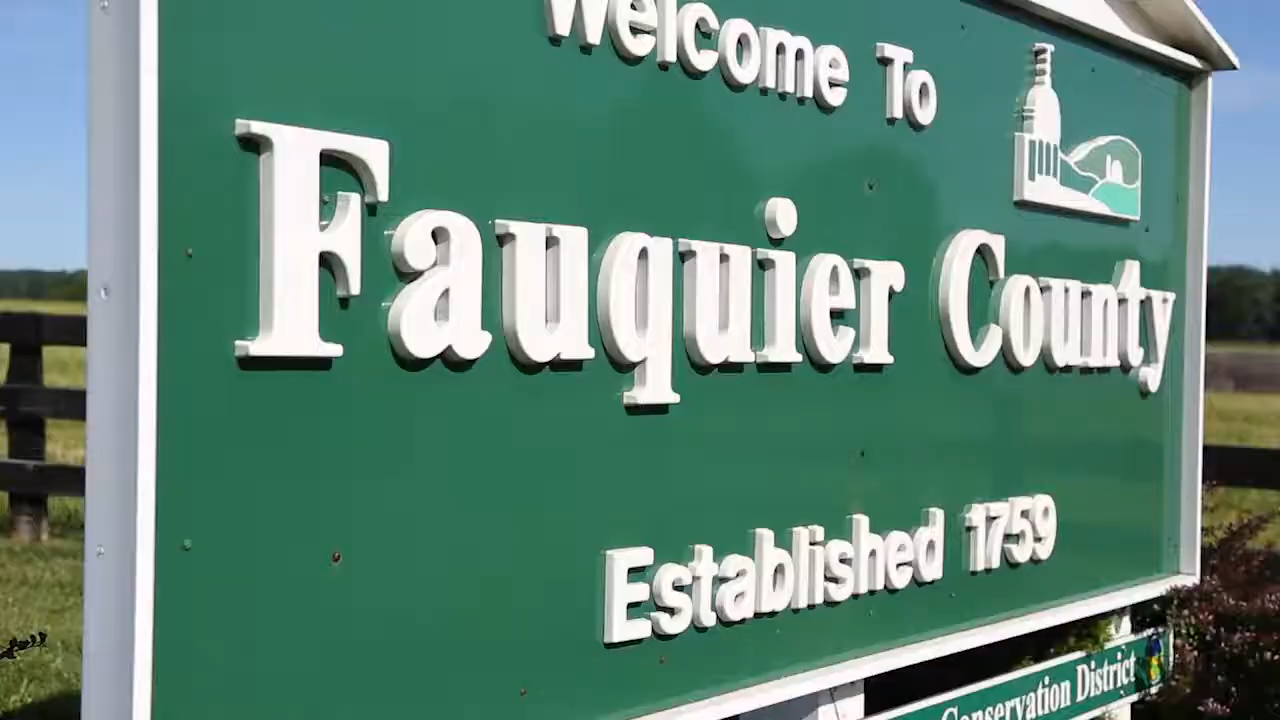 Welcome To
Fauquier County
Established 1759
Conservation District